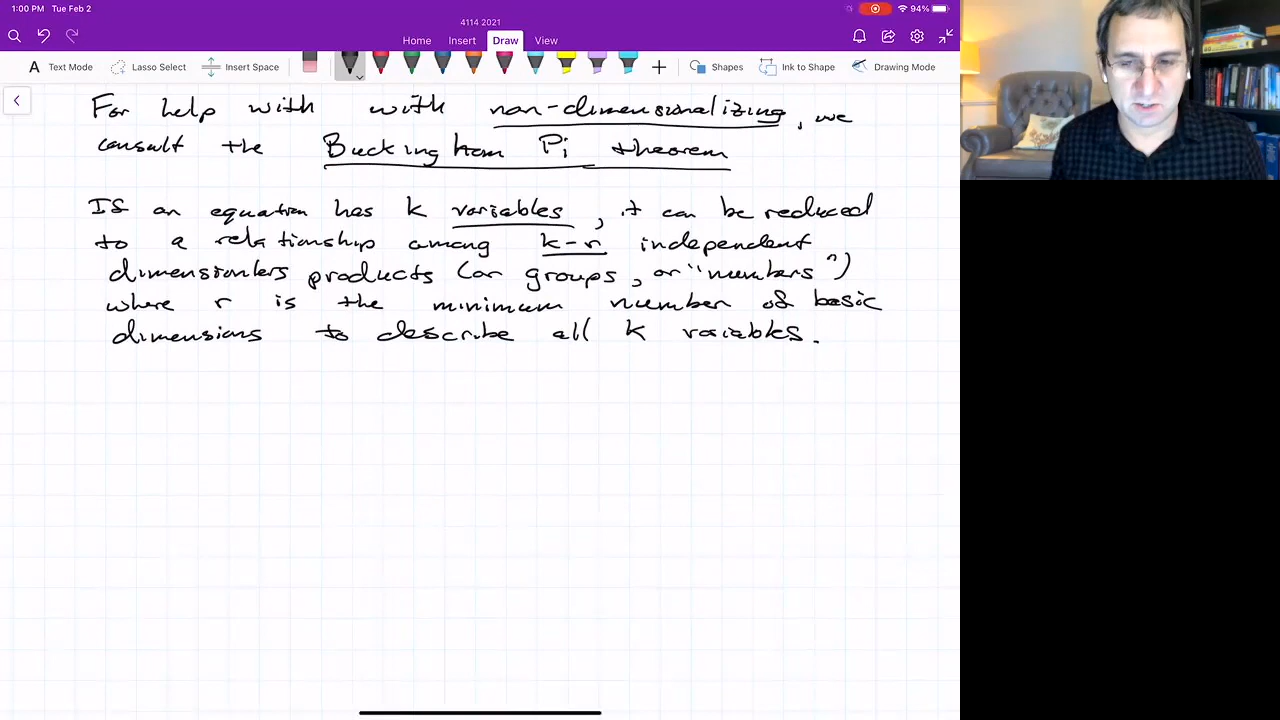 1:00 PM Tue Feb 2
94%
4114 2021
Home Insert Draw View
A Text Mode Lasso Select Insert Space Shapes Ink to Shape Drawing Mode
For help with with non-dimensionalizing, we
consult the Buckingham Pi theorem
If an equation has k variables, it can be reduced
to a relationship among k-r independent
dimensionless products (or groups, or "numbers")
where r is the minimum number of basic
dimensions to describe all k variables.